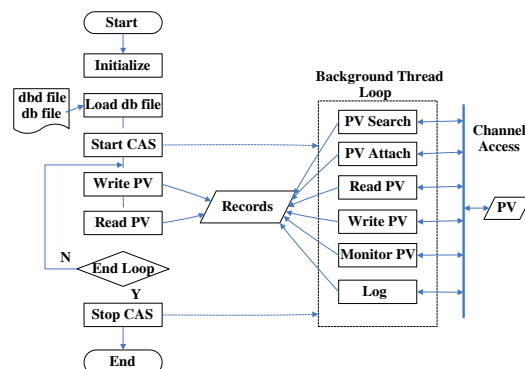 Start
Initialize
dbd file
db file
Load db file
Start CAS
Write PV
Read PV
N
End Loop
Y
Stop CAS
End
Records
Background Thread
Loop
PV Search
PV Attach
Read PV
Write PV
Monitor PV
Log
Channel
Access
PV